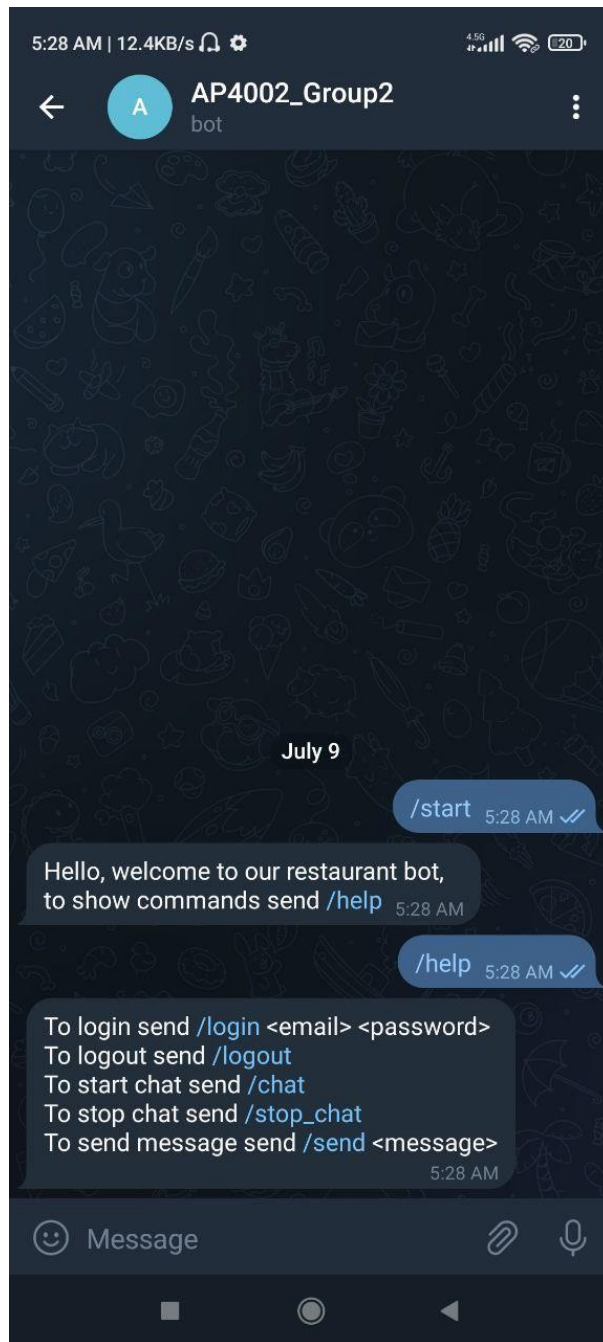 5:28 AM | 12.4KB/s 4.5G 20
A AP4002_Group2
bot
July 9
/start 5:28 AM
Hello, welcome to our restaurant bot,
to show commands send /help 5:28 AM
/help 5:28 AM
To login send /login <email> <password>
To logout send /logout
To start chat send /chat
To stop chat send /stop_chat
To send message send /send <message>
5:28 AM
Message